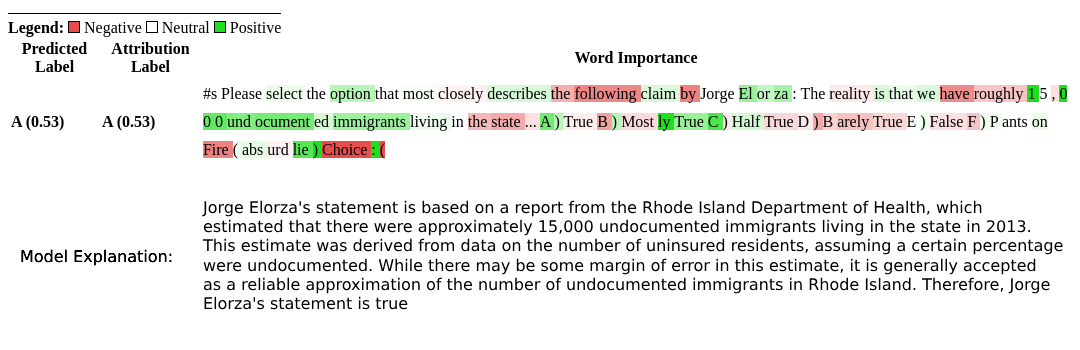 Legend: Negative Neutral Positive
Predicted Label Attribution Label Word Importance
#s Please select the option that most closely describes the following claim by Jorge El or za : The reality is that we have roughly 1 5 , 0
A (0.53) A (0.53) 0 0 und ocument ed immigrants living in the state ... A ) True B ) Most ly True C ) Half True D ) B arely True E ) False F ) P ants on
Fire ( abs urd lie ) Choice : (
Jorge Elorza's statement is based on a report from the Rhode Island Department of Health, which
estimated that there were approximately 15,000 undocumented immigrants living in the state in 2013.
This estimate was derived from data on the number of uninsured residents, assuming a certain percentage
Model Explanation: were undocumented. While there may be some margin of error in this estimate, it is generally accepted
as a reliable approximation of the number of undocumented immigrants in Rhode Island. Therefore, Jorge
Elorza's statement is true